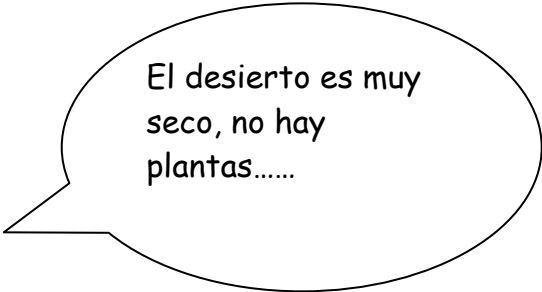 El desierto es muy
seco, no hay
plantas......